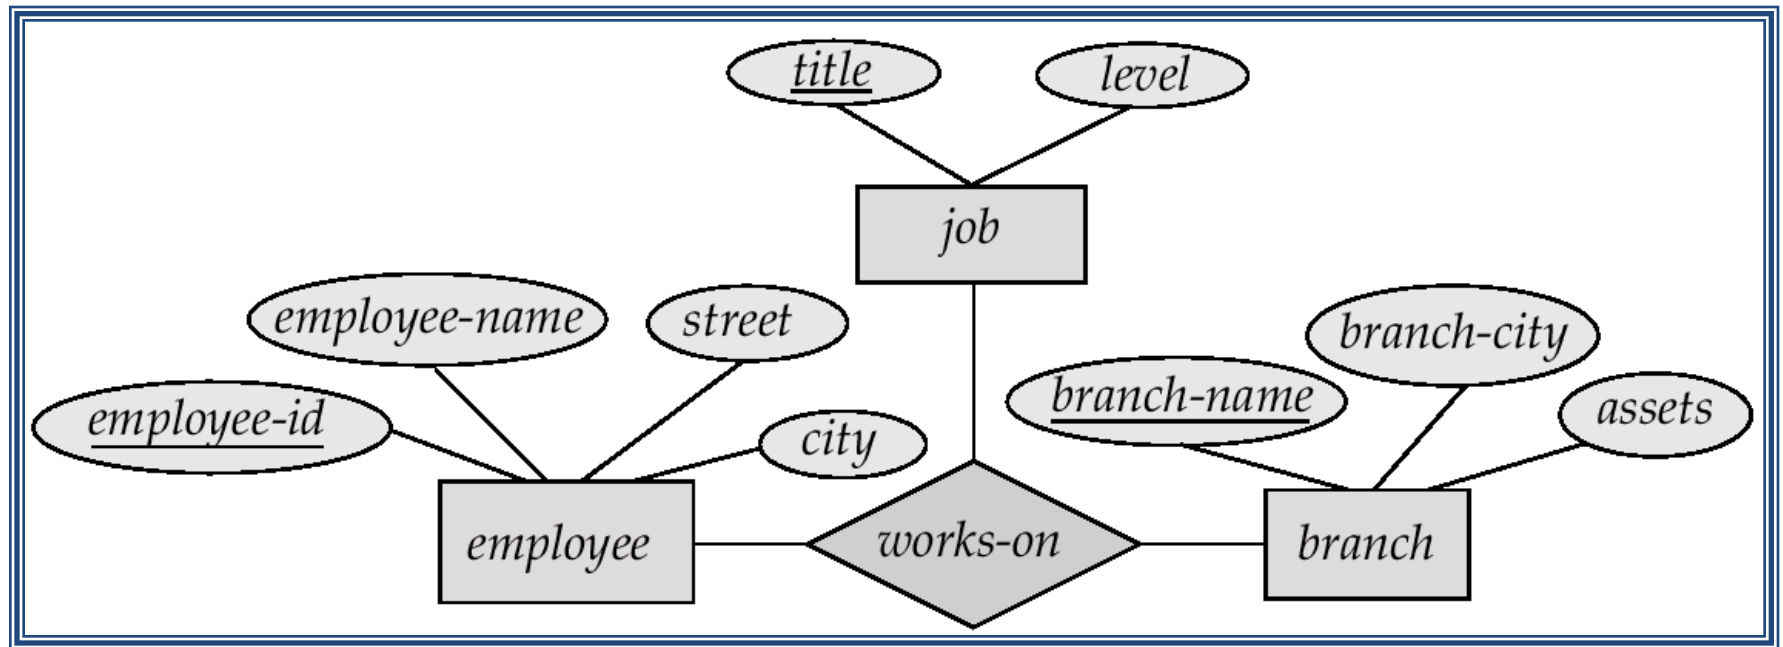 title
level
job
employee-name
street
branch-city
employee-id
city
branch-name
assets
employee
works-on
branch